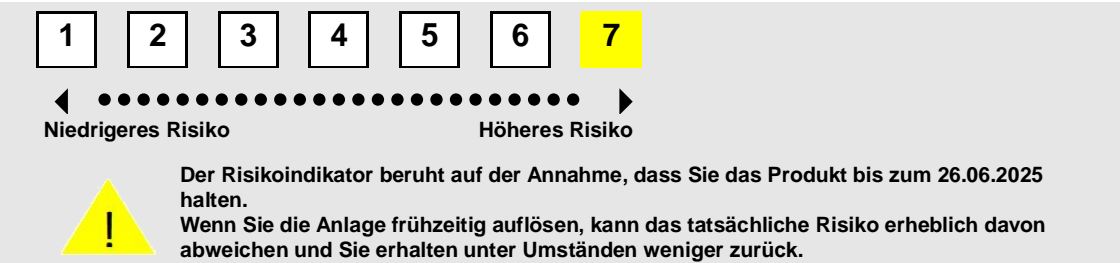 1 2 3 4 5 6 7
Niedrigeres Risiko Höheres Risiko
Der Risikoindikator beruht auf der Annahme, dass Sie das Produkt bis zum 26.06.2025
halten.
Wenn Sie die Anlage frühzeitig auflösen, kann das tatsächliche Risiko erheblich davon
abweichen und Sie erhalten unter Umständen weniger zurück.
!